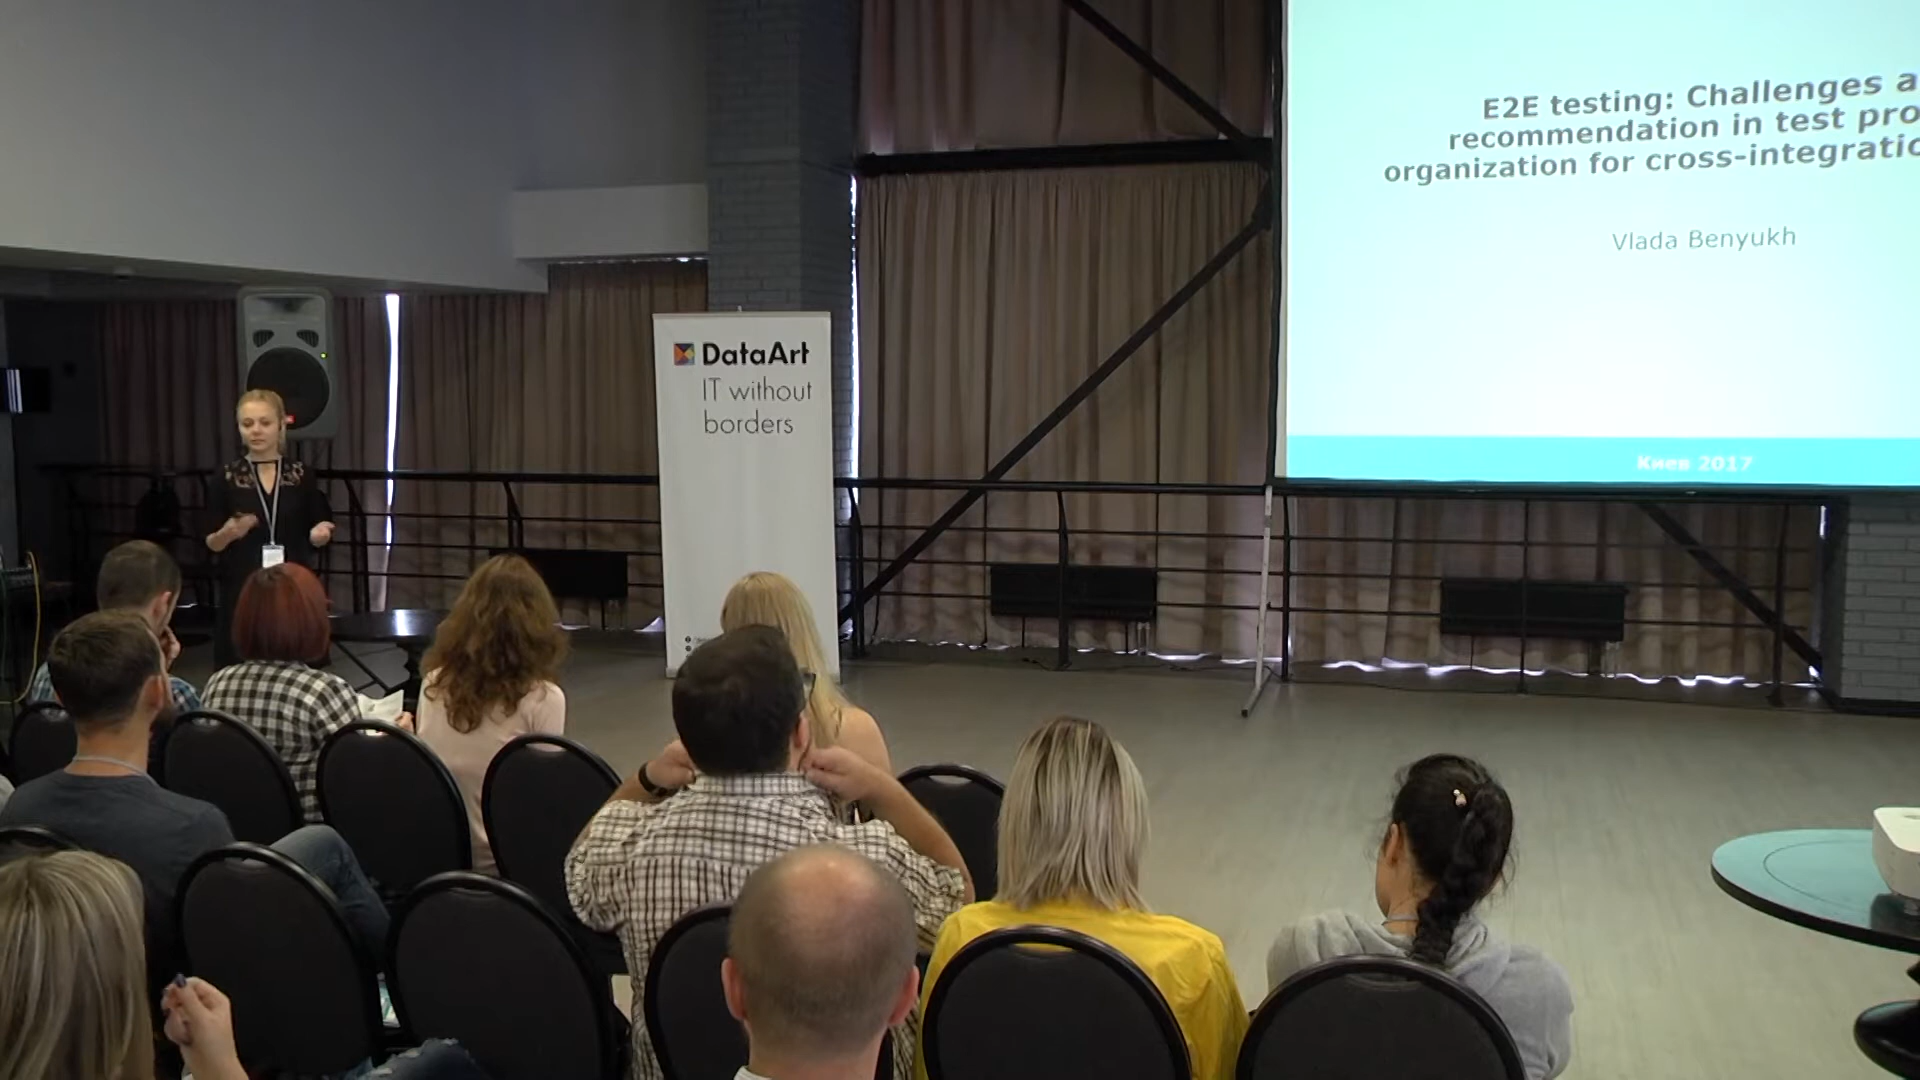 E2E testing: Challenges a
recommendation in test pro
organization for cross-integratio
Vlada Benyukh
Киев 2017
DataArt
IT without
borders